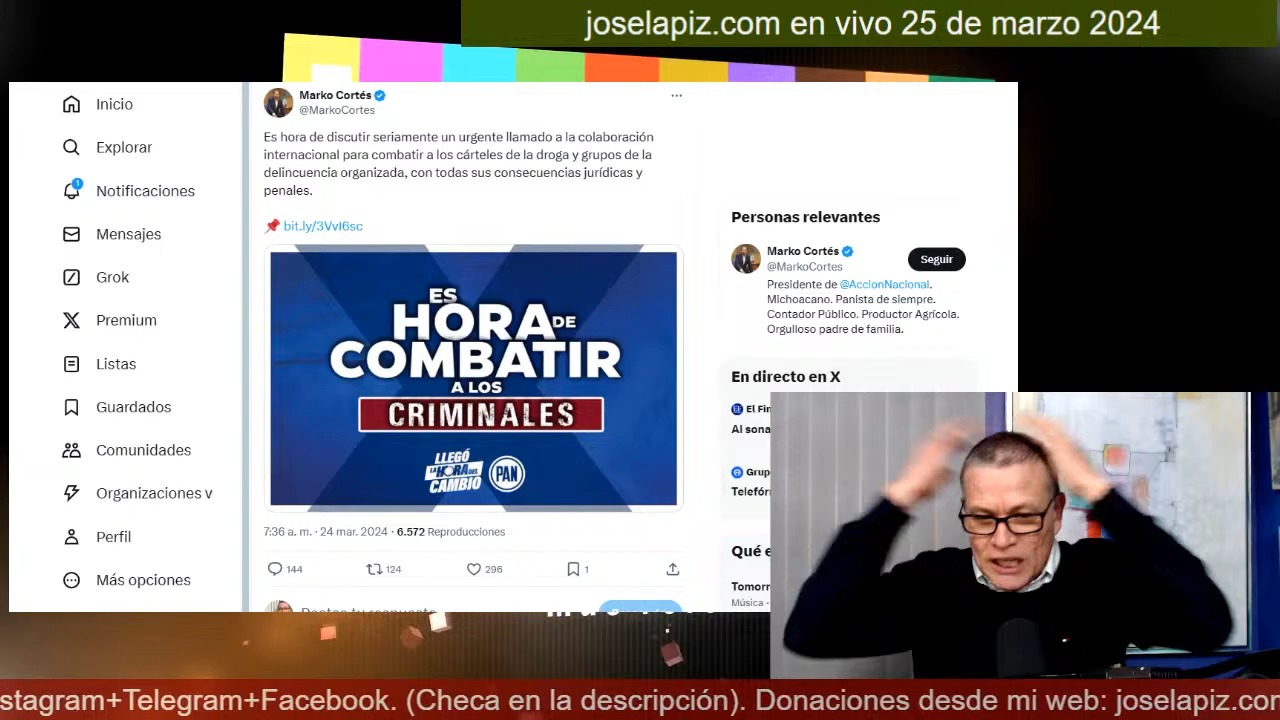 joselapiz.com en vivo 25 de marzo 2024
Inicio
Explorar
1
Notificaciones
Mensajes
Grok
Premium
Listas
Guardados
Comunidades
Organizaciones v
Perfil
Más opciones
Marko Cortés
@MarkoCortes
Es hora de discutir seriamente un urgente llamado a la colaboración
internacional para combatir a los cárteles de la droga y grupos de la
delincuencia organizada, con todas sus consecuencias jurídicas y
penales.
bit.ly/3VvI6sc
ES
HORA DE
COMBATIR
A LOS
CRIMINALES
LLEGÓ
LA HORA DEL
CAMBIO
PAN
7:36 a. m. · 24 mar. 2024 · 6.572 Reproducciones
144 124 296 1
Personas relevantes
Marko Cortés
@MarkoCortes
Seguir
Presidente de @AccionNacional.
Michoacano. Panista de siempre.
Contador Público. Productor Agrícola.
Orgulloso padre de familia.
En directo en X
El Fin
Al sona
Grup
Telefór
Qué e
Tomorr
Música ·
stagram+Telegram+Facebook. (Checa en la descripción). Donaciones desde mi web: joselapiz.com